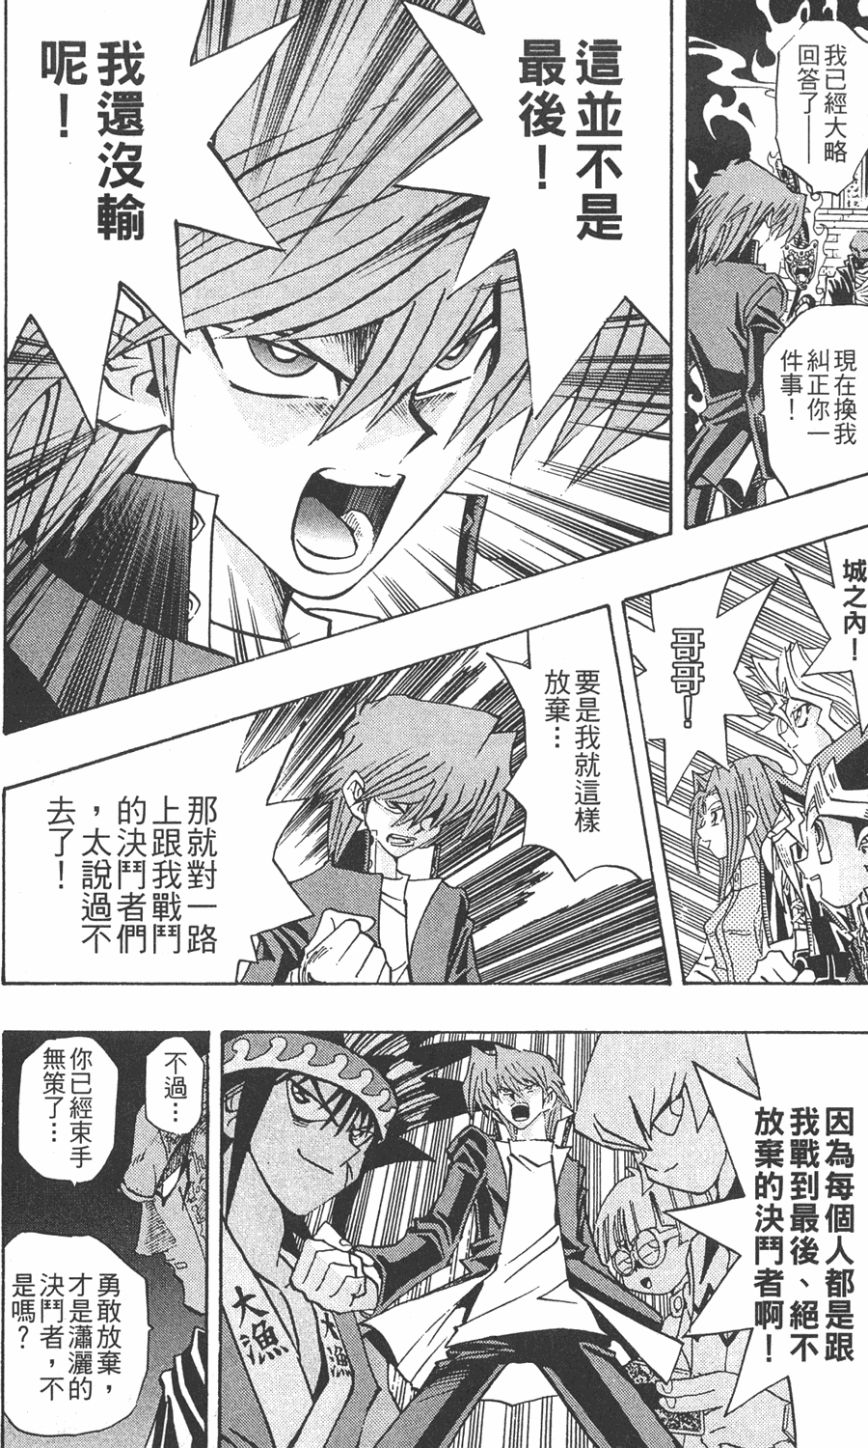 我已經大略
回答了——
現在換我
糾正你一
件事！
這並不是
最後！
我還沒輸
呢！
城之內！
哥哥！
要是我就這樣
放棄…
那就對一路
上跟我戰鬥
的決鬥者們
，太說過不
去了！
因為每個人都是跟
我戰到最後、絕不
放棄的決鬥者啊！
大漁
大漁
不過…
你已經束手
無策了…
勇敢放棄，
才是瀟灑的
決鬥者，不
是嗎？